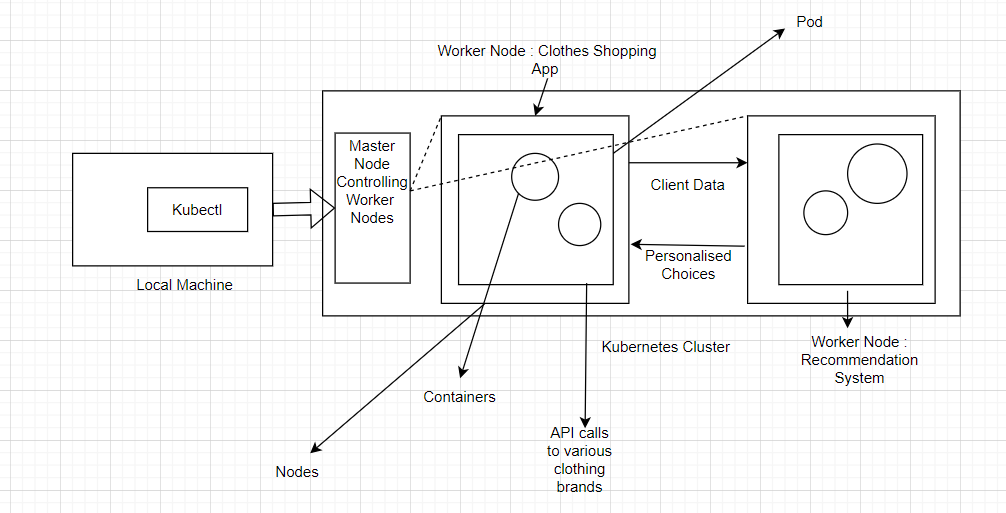 Pod
Worker Node : Clothes Shopping
App
Master
Node
Controlling
Worker
Nodes
Kubectl
Local Machine
Client Data
Personalised
Choices
Kubernetes Cluster
Worker Node :
Recommendation
System
Containers
API calls
to various
clothing
brands
Nodes